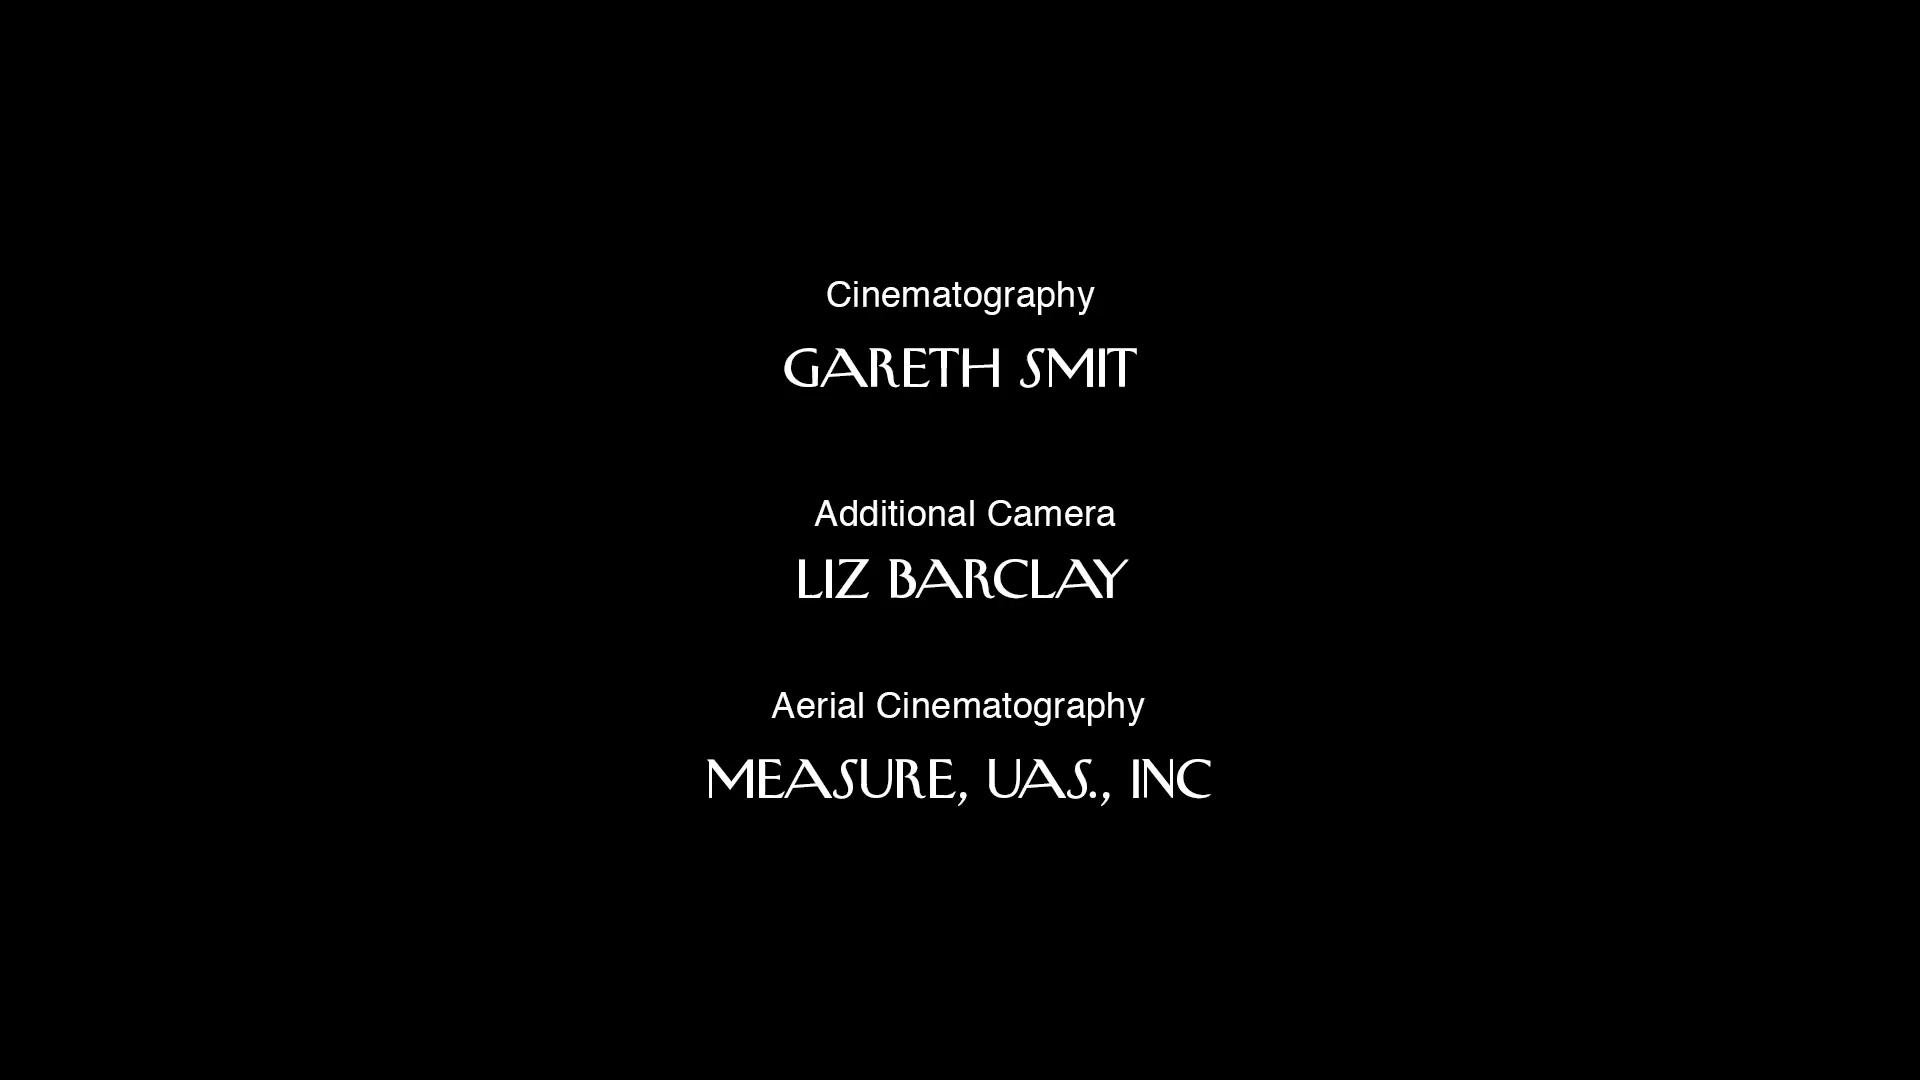 Cinematography
GARETH SMIT
Additional Camera
LIZ BARCLAY
Aerial Cinematography
MEASURE, UAS., INC